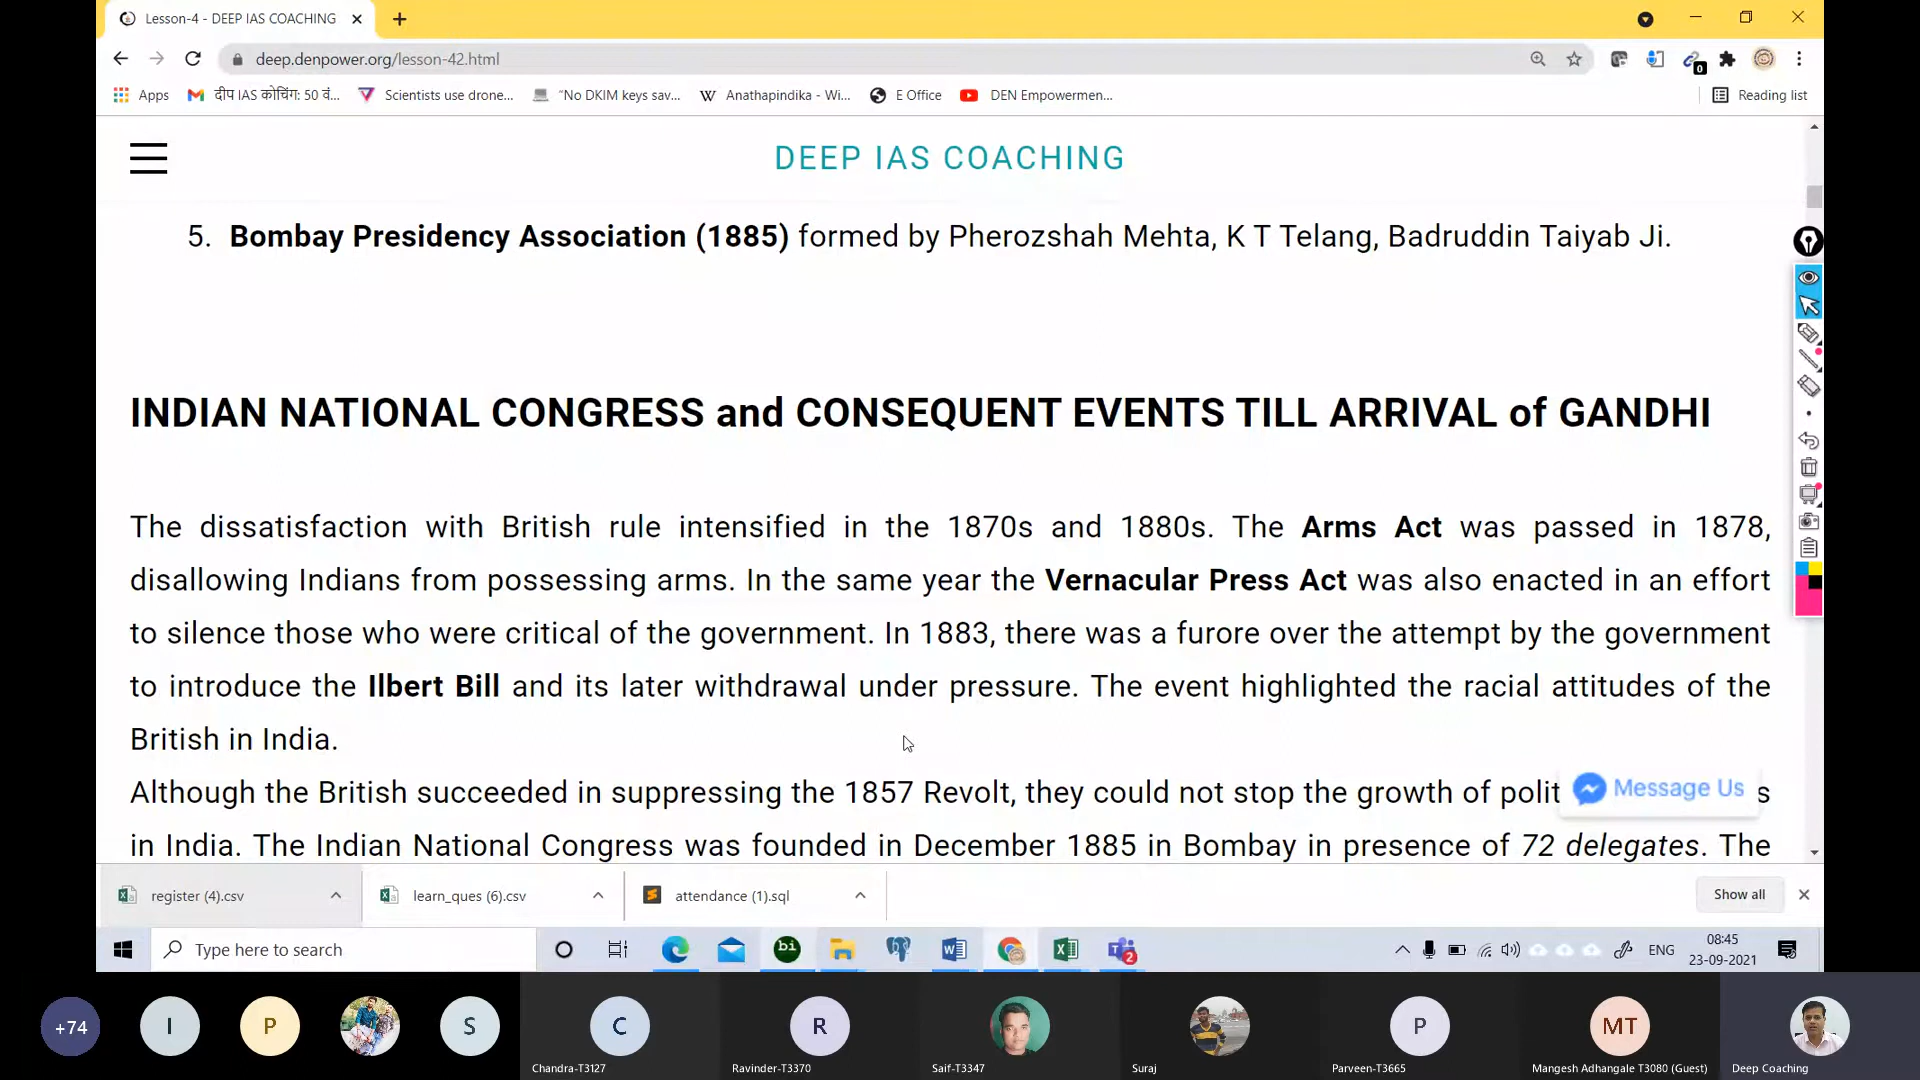 Lesson-4 - DEEP IAS COACHING
deep.denpower.org/lesson-42.html
0
Apps
दीप IAS कोचिंग: 50 वं...
Scientists use drone...
"No DKIM keys sav...
W Anathapindika - Wi...
E Office
DEN Empowermen...
Reading list
DEEP IAS COACHING
5. Bombay Presidency Association (1885) formed by Pherozshah Mehta, K T Telang, Badruddin Taiyab Ji.
INDIAN NATIONAL CONGRESS and CONSEQUENT EVENTS TILL ARRIVAL of GANDHI
The dissatisfaction with British rule intensified in the 1870s and 1880s. The Arms Act was passed in 1878,
disallowing Indians from possessing arms. In the same year the Vernacular Press Act was also enacted in an effort
to silence those who were critical of the government. In 1883, there was a furore over the attempt by the government
to introduce the Ilbert Bill and its later withdrawal under pressure. The event highlighted the racial attitudes of the
British in India.
Although the British succeeded in suppressing the 1857 Revolt, they could not stop the growth of polit s
Message Us
in India. The Indian National Congress was founded in December 1885 in Bombay in presence of 72 delegates. The
register (4).csv
learn_ques (6).csv
attendance (1).sql
Show all
Type here to search
bi
2
ENG
08:45
23-09-2021
+74
I
P
S
C
R
P
MT
Chandra-T3127
Ravinder-T3370
Saif-T3347
Suraj
Parveen-T3665
Mangesh Adhangale T3080 (Guest)
Deep Coaching